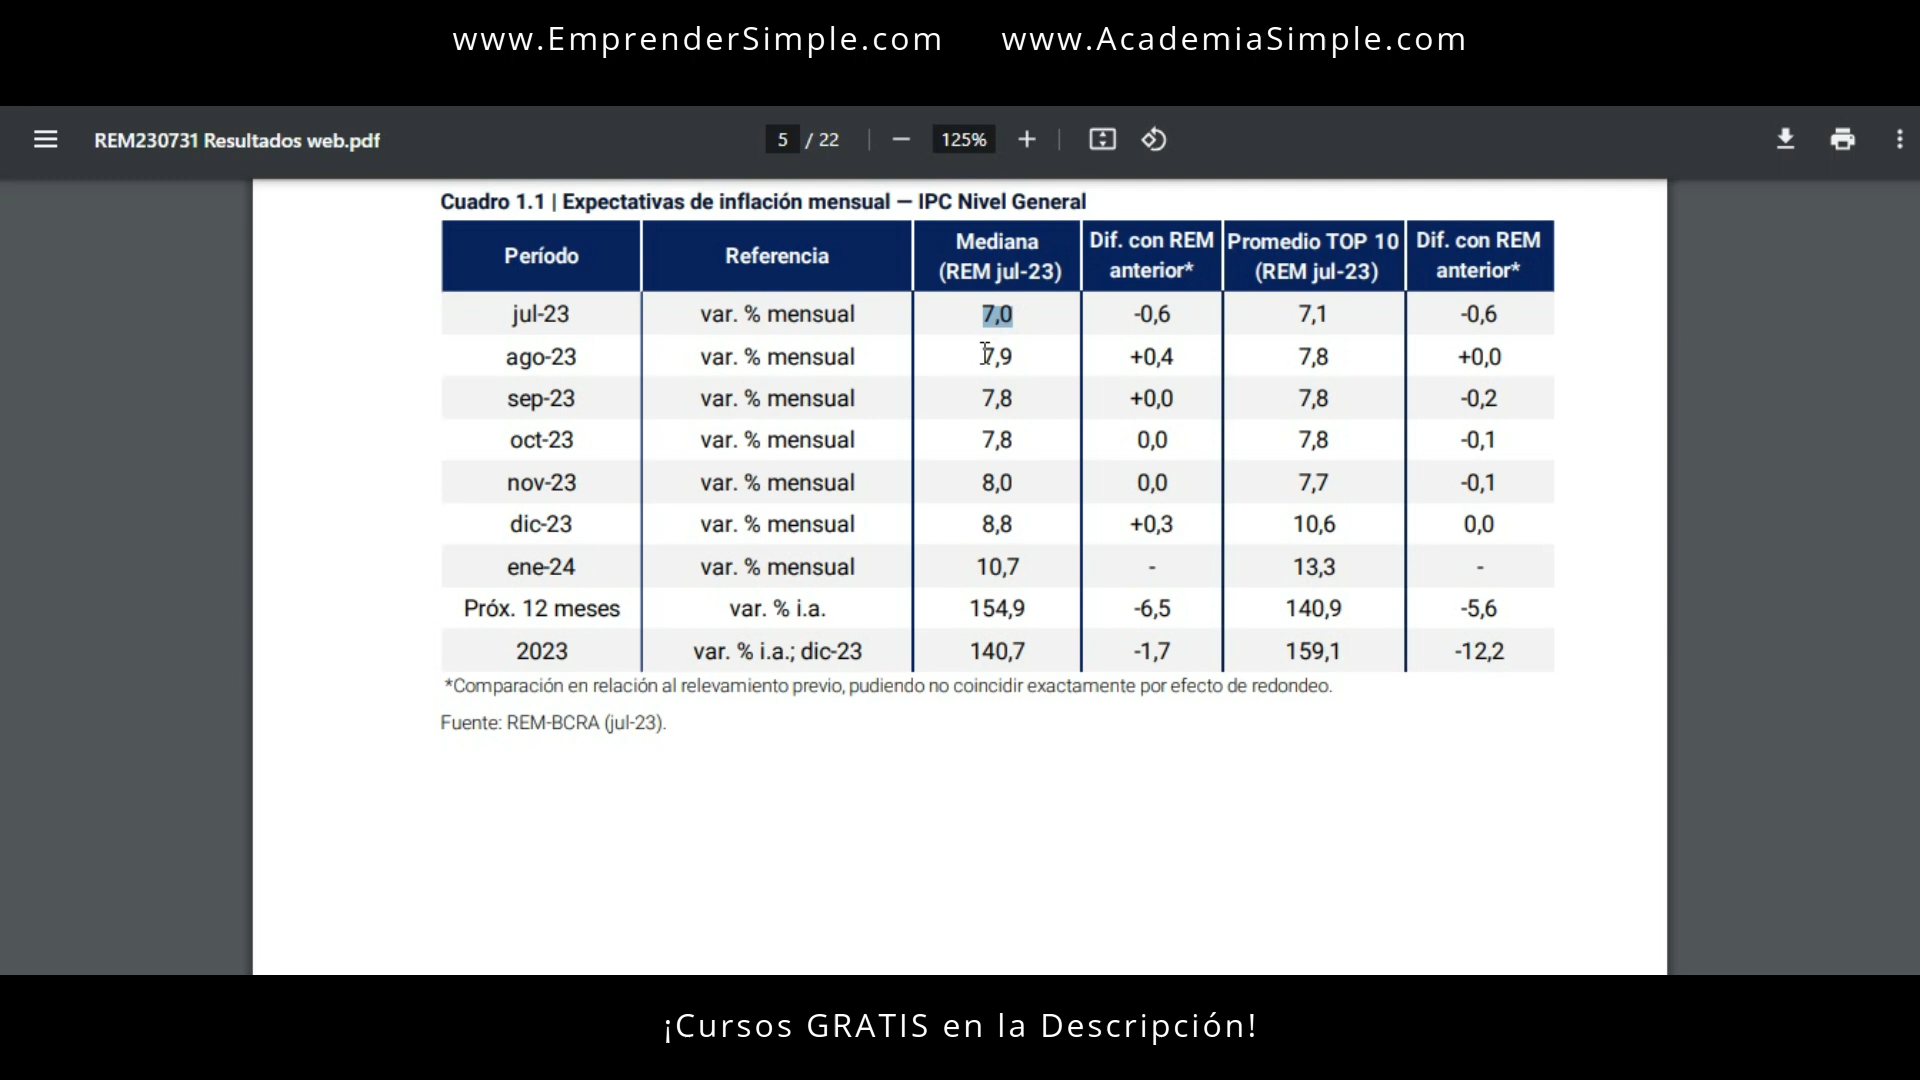 www.EmprenderSimple.com www.AcademiaSimple.com
REM230731 Resultados web.pdf 5 / 22 125%
Cuadro 1.1 | Expectativas de inflación mensual — IPC Nivel General
Período Referencia Mediana (REM jul-23) Dif. con REM anterior* Promedio TOP 10 (REM jul-23) Dif. con REM anterior*
jul-23 var. % mensual 7,0 -0,6 7,1 -0,6
ago-23 var. % mensual 7,9 +0,4 7,8 +0,0
sep-23 var. % mensual 7,8 +0,0 7,8 -0,2
oct-23 var. % mensual 7,8 0,0 7,8 -0,1
nov-23 var. % mensual 8,0 0,0 7,7 -0,1
dic-23 var. % mensual 8,8 +0,3 10,6 0,0
ene-24 var. % mensual 10,7 - 13,3 -
Próx. 12 meses var. % i.a. 154,9 -6,5 140,9 -5,6
2023 var. % i.a.; dic-23 140,7 -1,7 159,1 -12,2
*Comparación en relación al relevamiento previo, pudiendo no coincidir exactamente por efecto de redondeo.
Fuente: REM-BCRA (jul-23).
¡Cursos GRATIS en la Descripción!